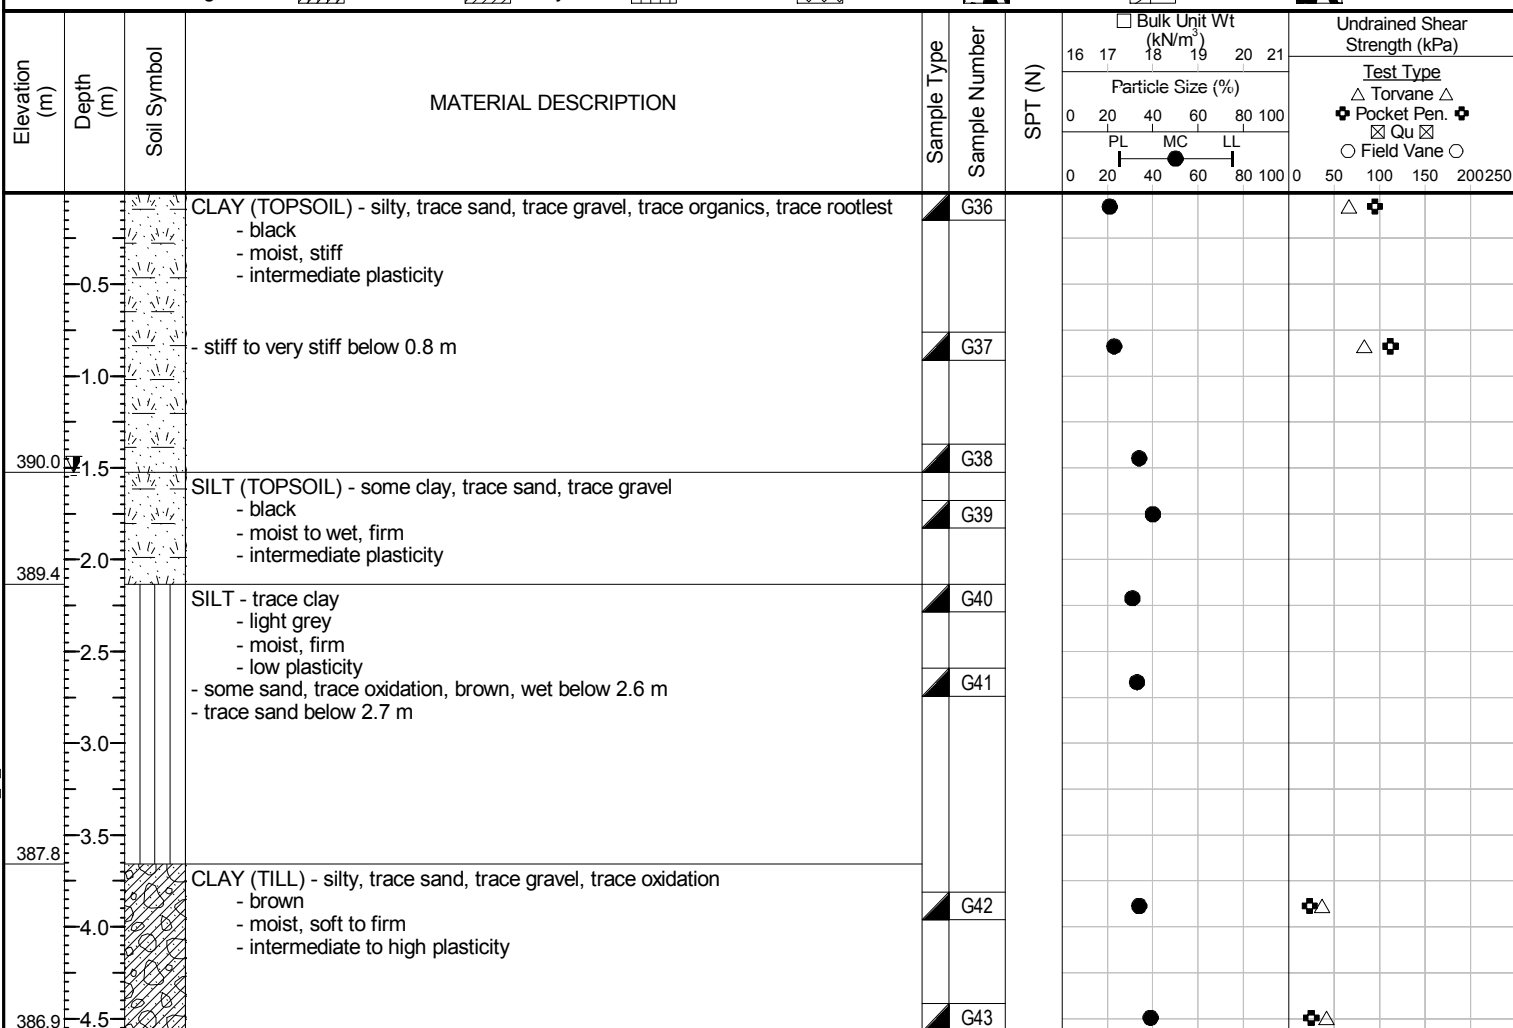 Elevation (m)
Depth (m)
Soil Symbol
MATERIAL DESCRIPTION
Sample Type
Sample Number
SPT (N)
Bulk Unit Wt
(kN/m³)
16 17 18 19 20 21
Particle Size (%)
0 20 40 60 80 100
PL MC LL
0 20 40 60 80 100
Undrained Shear
Strength (kPa)
Test Type
△ Torvane △
Pocket Pen.
☒ Qu ☒
○ Field Vane ○
0 50 100 150 200 250
CLAY (TOPSOIL) - silty, trace sand, trace gravel, trace organics, trace rootlest
G36
- black
- moist, stiff
- intermediate plasticity
0.5
- stiff to very stiff below 0.8 m
G37
1.0
G38
390.0
1.5
SILT (TOPSOIL) - some clay, trace sand, trace gravel
- black
G39
- moist to wet, firm
- intermediate plasticity
2.0
389.4
SILT - trace clay
G40
- light grey
- moist, firm
2.5
- low plasticity
- some sand, trace oxidation, brown, wet below 2.6 m
G41
- trace sand below 2.7 m
3.0
3.5
387.8
CLAY (TILL) - silty, trace sand, trace gravel, trace oxidation
- brown
G42
- moist, soft to firm
4.0
- intermediate to high plasticity
386.9
4.5
G43